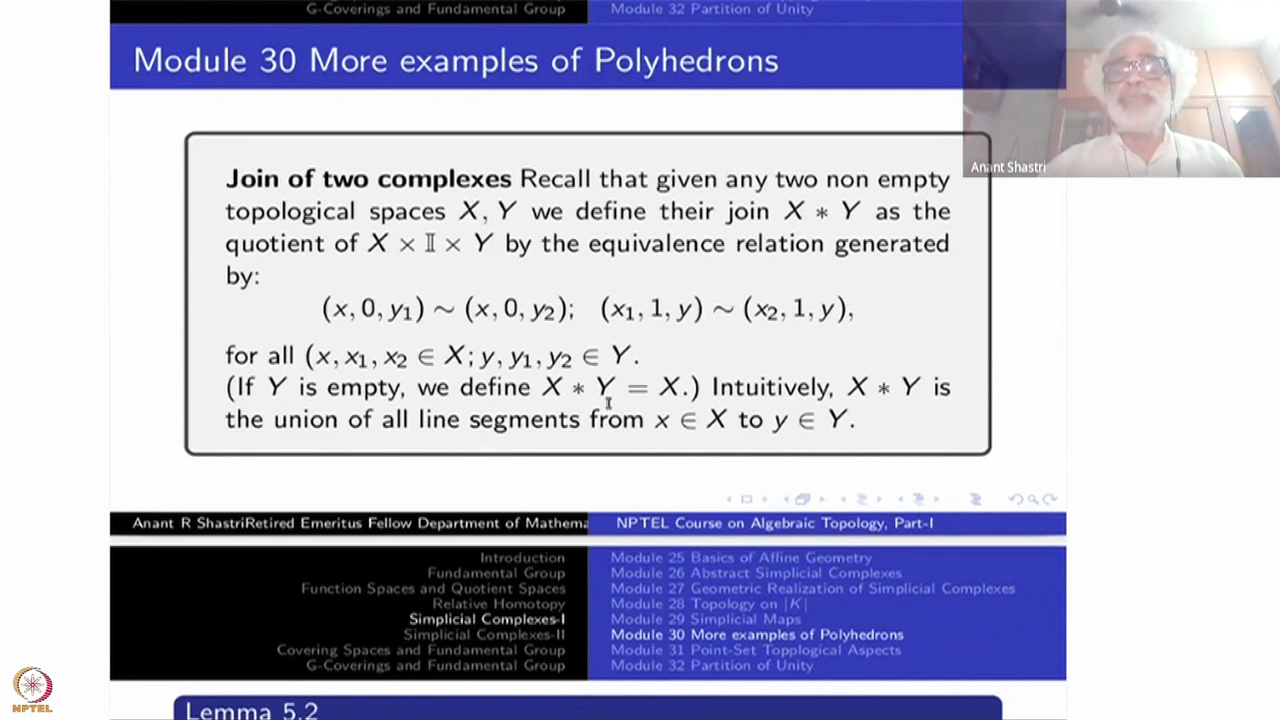 G-Coverings and Fundamental Group
Module 32 Partition of Unity
Module 30 More examples of Polyhedrons
Anant Shastri
Join of two complexes Recall that given any two non empty
topological spaces X, Y we define their join X ∗ Y as the
quotient of X × 𝕀 × Y by the equivalence relation generated
by:
(x, 0, y₁) ∼ (x, 0, y₂); (x₁, 1, y) ∼ (x₂, 1, y),
for all (x, x₁, x₂ ∈ X; y, y₁, y₂ ∈ Y.
(If Y is empty, we define X ∗ Y = X.) Intuitively, X ∗ Y is
the union of all line segments from x ∈ X to y ∈ Y.
Anant R ShastriRetired Emeritus Fellow Department of Mathema
NPTEL Course on Algebraic Topology, Part-I
Introduction
Fundamental Group
Function Spaces and Quotient Spaces
Relative Homotopy
Simplicial Complexes-I
Simplicial Complexes-II
Covering Spaces and Fundamental Group
G-Coverings and Fundamental Group
Module 25 Basics of Affine Geometry
Module 26 Abstract Simplicial Complexes
Module 27 Geometric Realization of Simplicial Complexes
Module 28 Topology on |K|
Module 29 Simplicial Maps
Module 30 More examples of Polyhedrons
Module 31 Point-Set Topplogical Aspects
Module 32 Partition of Unity
Lemma 5.2
NPTEL